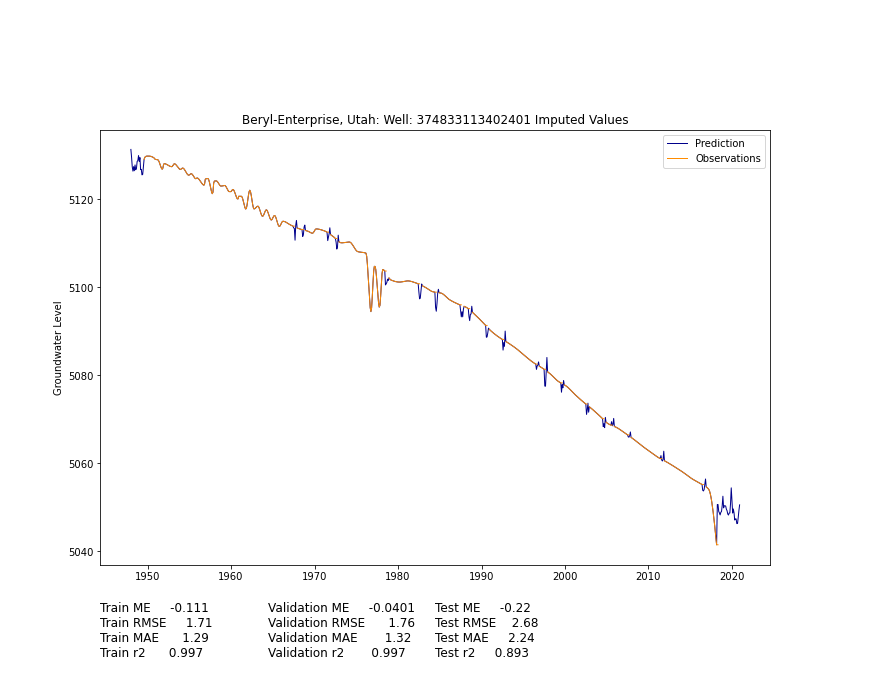 Beryl-Enterprise, Utah: Well: 374833113402401 Imputed Values
Prediction
Observations
Groundwater Level
5120
5100
5080
5060
5040
1950 1960 1970 1980 1990 2000 2010 2020
Train ME -0.111 Validation ME -0.0401 Test ME -0.22
Train RMSE 1.71 Validation RMSE 1.76 Test RMSE 2.68
Train MAE 1.29 Validation MAE 1.32 Test MAE 2.24
Train r2 0.997 Validation r2 0.997 Test r2 0.893